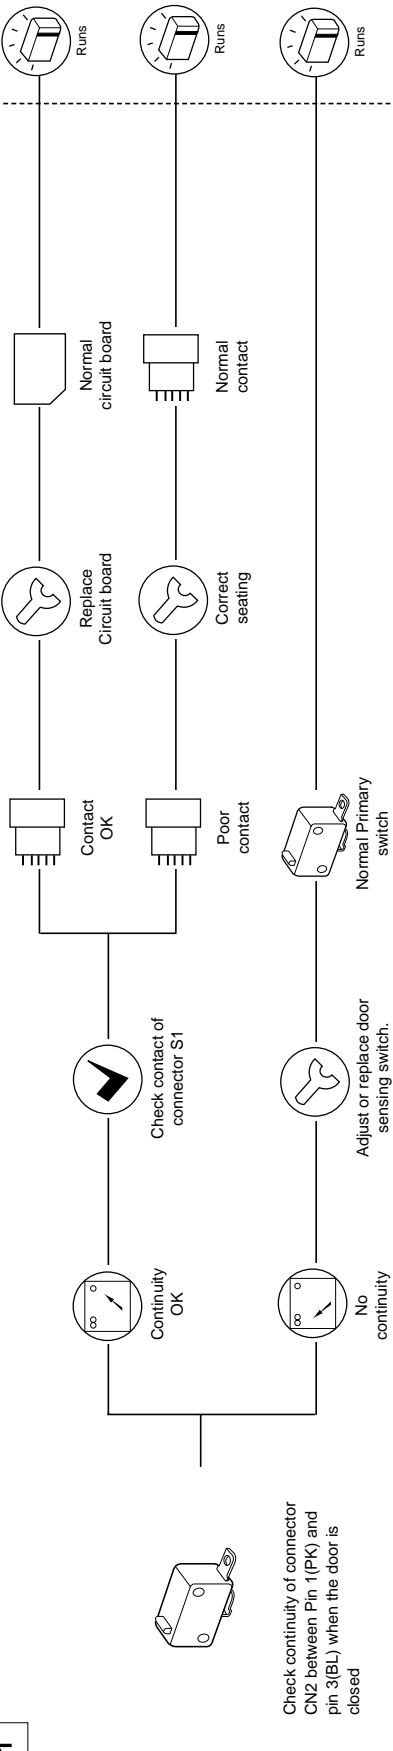 Check continuity of connector
CN2 between Pin 1(PK) and
pin 3(BL) when the door is
closed
Continuity
OK
Check contact of
connector S1
Contact
OK
Replace
Circuit board
Normal
circuit board
Runs
Poor
contact
Correct
seating
Normal
contact
Runs
No
continuity
Adjust or replace door
sensing switch.
Normal Primary
switch
Runs